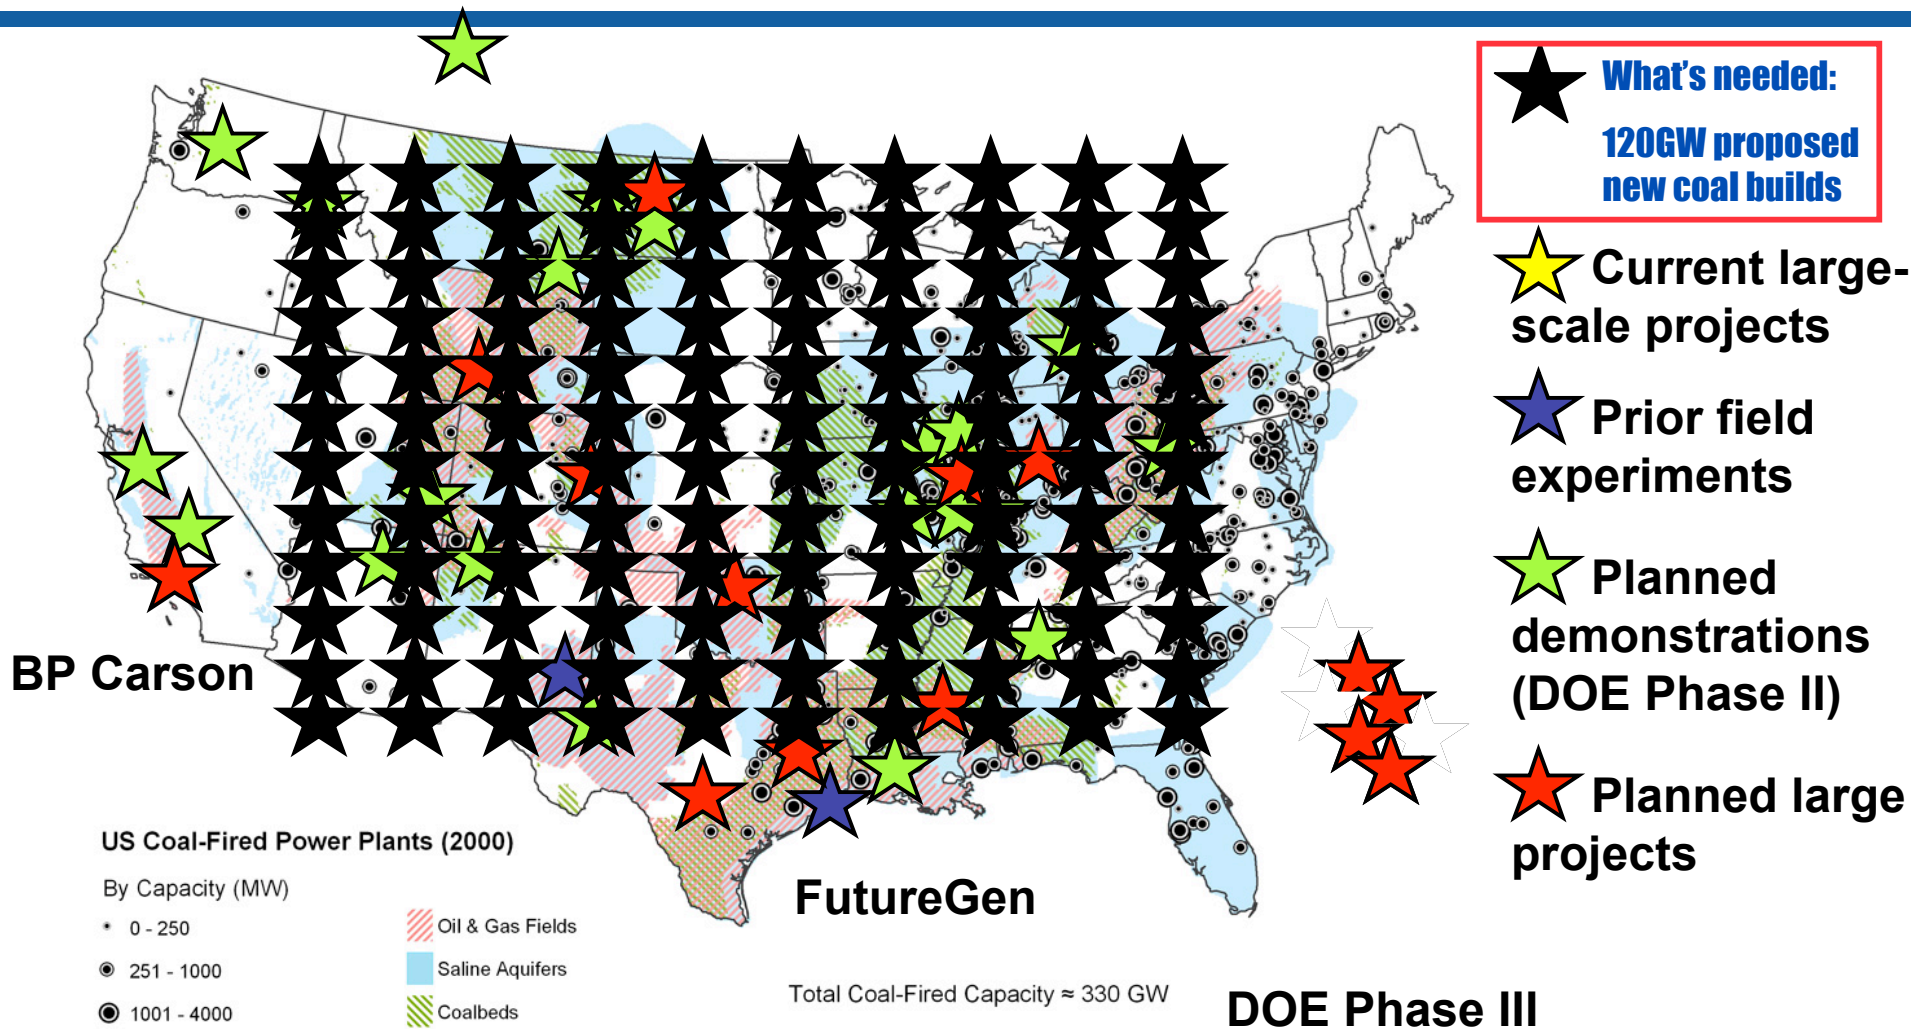 What's needed:
120GW proposed
new coal builds
Current large-
scale projects
Prior field
experiments
Planned
demonstrations
(DOE Phase II)
Planned large
projects
BP Carson
FutureGen
DOE Phase III
US Coal-Fired Power Plants (2000)
By Capacity (MW)
0 - 250
251 - 1000
1001 - 4000
Oil & Gas Fields
Saline Aquifers
Coalbeds
Total Coal-Fired Capacity ≈ 330 GW